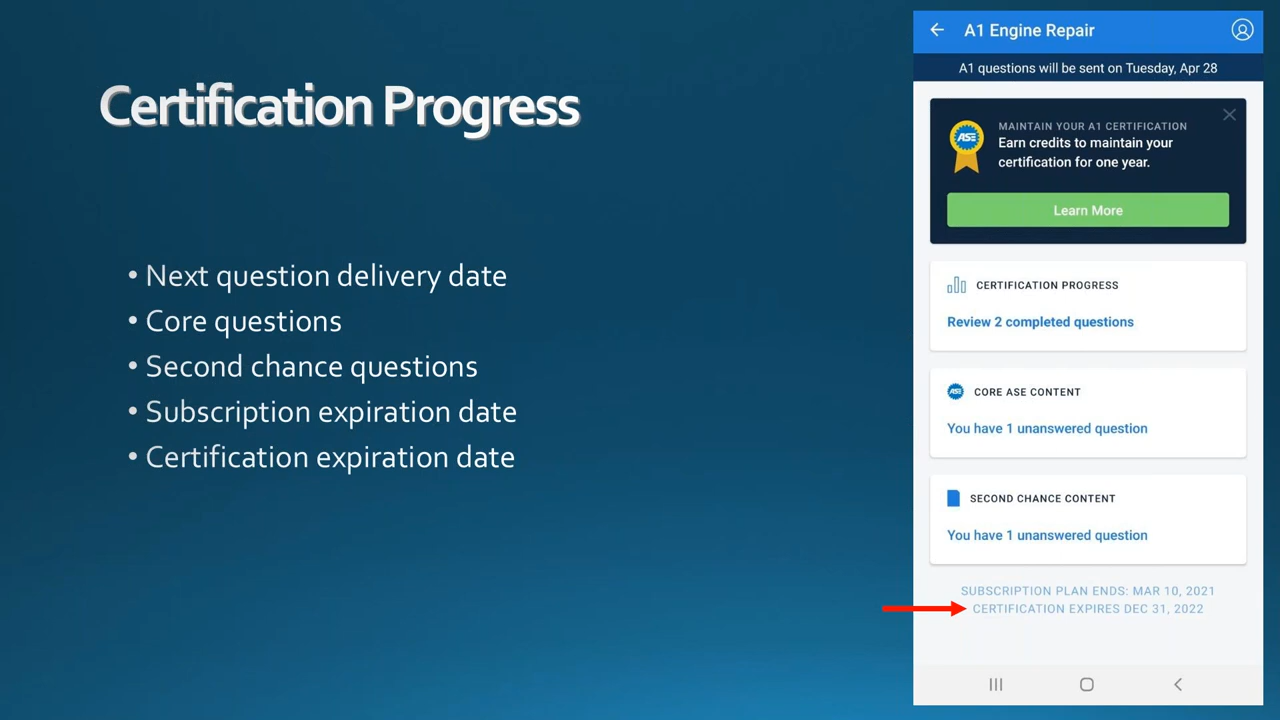 Certification Progress
• Next question delivery date
• Core questions
• Second chance questions
• Subscription expiration date
• Certification expiration date
A1 Engine Repair
A1 questions will be sent on Tuesday, Apr 28
ASE
MAINTAIN YOUR A1 CERTIFICATION
Earn credits to maintain your
certification for one year.
Learn More
CERTIFICATION PROGRESS
Review 2 completed questions
ASE
CORE ASE CONTENT
You have 1 unanswered question
SECOND CHANCE CONTENT
You have 1 unanswered question
SUBSCRIPTION PLAN ENDS: MAR 10, 2021
CERTIFICATION EXPIRES DEC 31, 2022